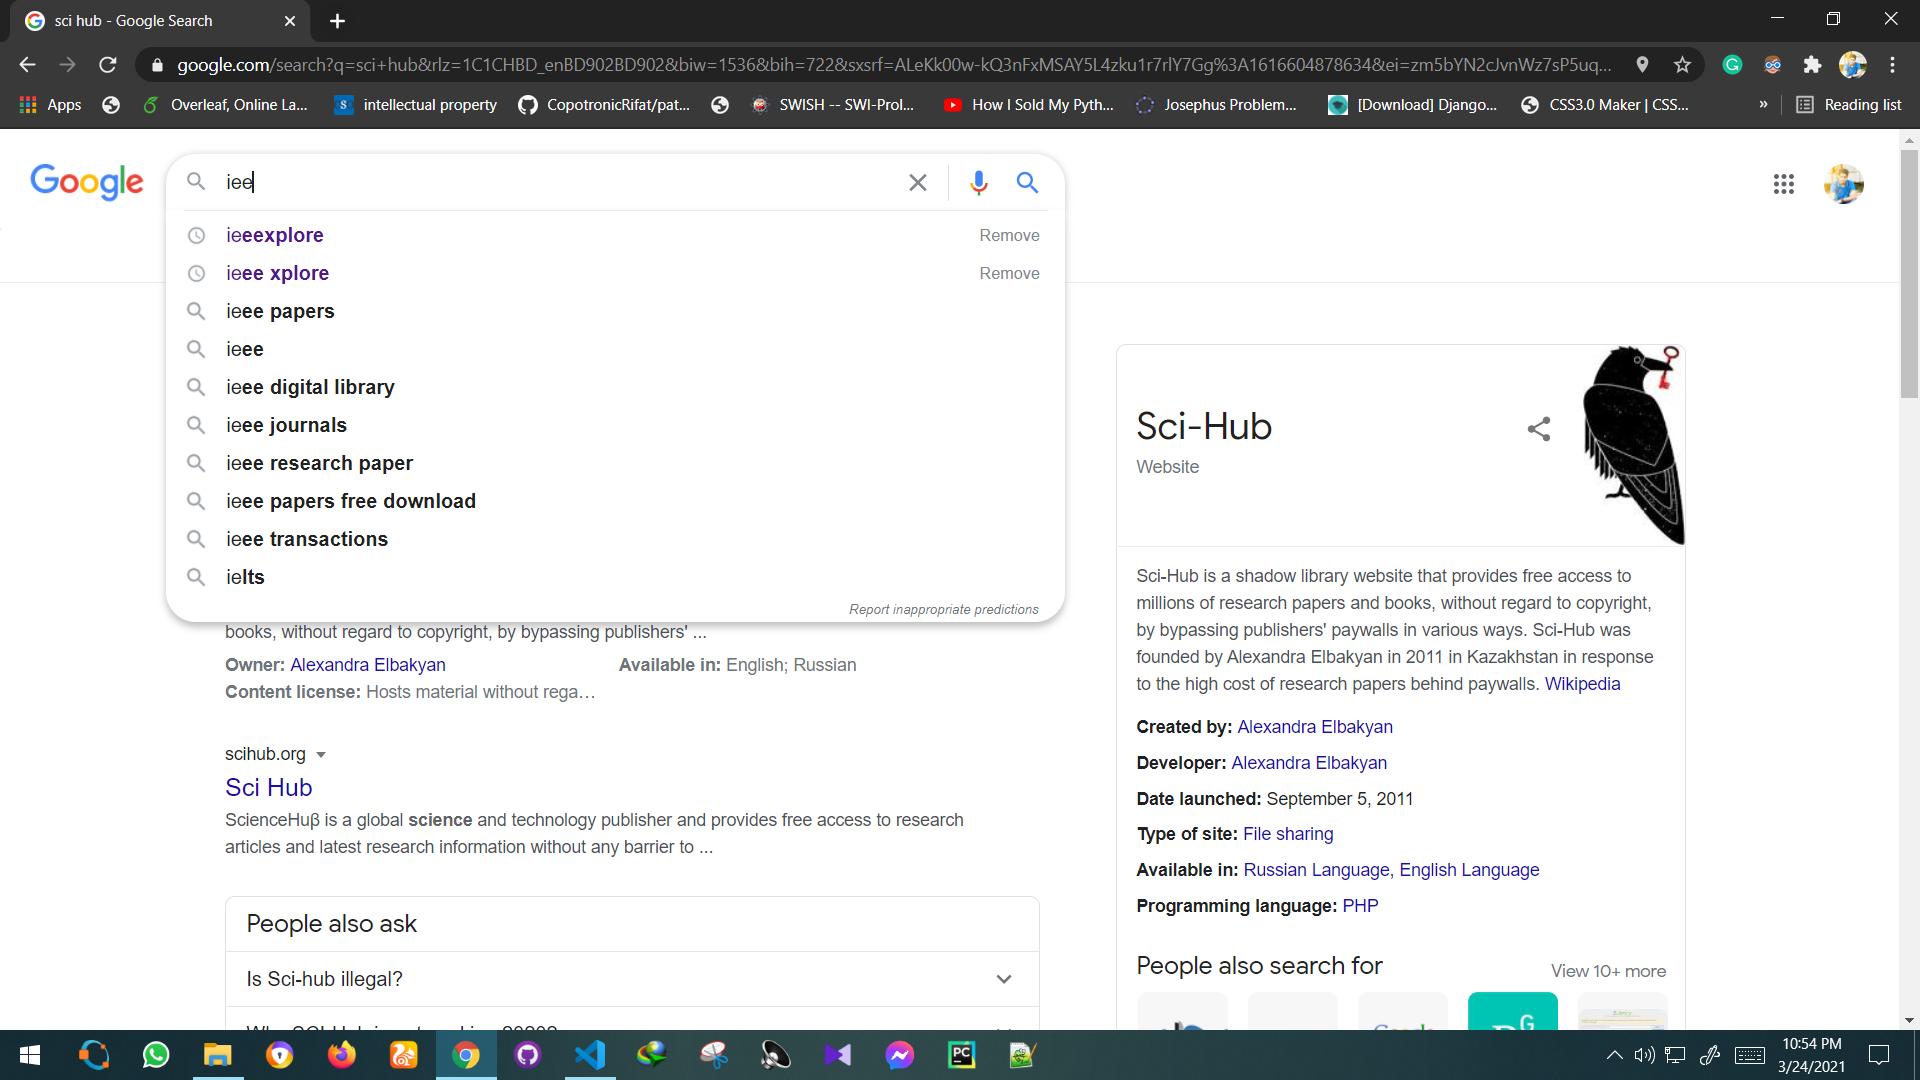 sci hub - Google Search
google.com/search?q=sci+hub&rlz=1C1CHBD_enBD902BD902&biw=1536&bih=722&sxsrf=ALeKk00w-kQ3nFxMSAY5L4zku1r7rlY7Gg%3A1616604878634&ei=zm5bYN2cJvnWz7sP5uq...
Apps
Overleaf, Online La...
intellectual property
CopotronicRifat/pat...
SWISH -- SWI-Prol...
How I Sold My Pyth...
Josephus Problem...
[Download] Django...
CSS3.0 Maker | CSS...
»
Reading list
Google
iee
ieeexplore Remove
ieee xplore Remove
ieee papers
ieee
ieee digital library
ieee journals
ieee research paper
ieee papers free download
ieee transactions
ielts
Report inappropriate predictions
books, without regard to copyright, by bypassing publishers' ...
Owner: Alexandra Elbakyan Available in: English; Russian
Content license: Hosts material without rega...
scihub.org
Sci Hub
ScienceHuβ is a global science and technology publisher and provides free access to research
articles and latest research information without any barrier to ...
People also ask
Is Sci-hub illegal?
Sci-Hub
Website
Sci-Hub is a shadow library website that provides free access to
millions of research papers and books, without regard to copyright,
by bypassing publishers' paywalls in various ways. Sci-Hub was
founded by Alexandra Elbakyan in 2011 in Kazakhstan in response
to the high cost of research papers behind paywalls. Wikipedia
Created by: Alexandra Elbakyan
Developer: Alexandra Elbakyan
Date launched: September 5, 2011
Type of site: File sharing
Available in: Russian Language, English Language
Programming language: PHP
People also search for
View 10+ more
10:54 PM
3/24/2021